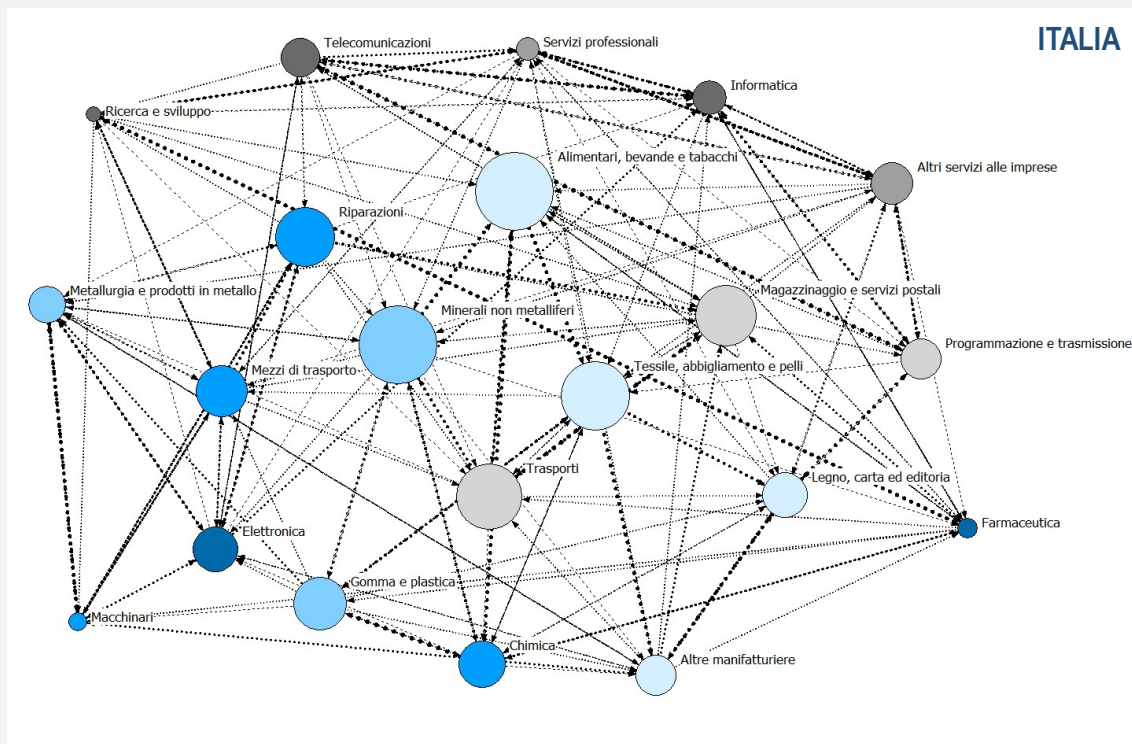 ITALIA
Telecomunicazioni
Servizi professionali
Informatica
Ricerca e sviluppo
Alimentari, bevande e tabacchi
Altri servizi alle imprese
Riparazioni
Metallurgia e prodotti in metallo
Magazzinaggio e servizi postali
Minerali non metalliferi
Programmazione e trasmissione
Mezzi di trasporto
Tessile, abbigliamento e pelli
Trasporti
Legno, carta ed editoria
Farmaceutica
Elettronica
Gomma e plastica
Macchinari
Chimica
Altre manifatturiere